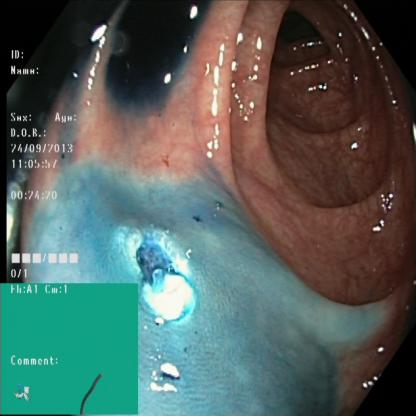 ID:
Name:
Sex: Age:
D.O.B.:
24/09/2013
11:05:57
00:24:20
■■■/■■■
0/1
Eh:A1 Cm:1
Comment: